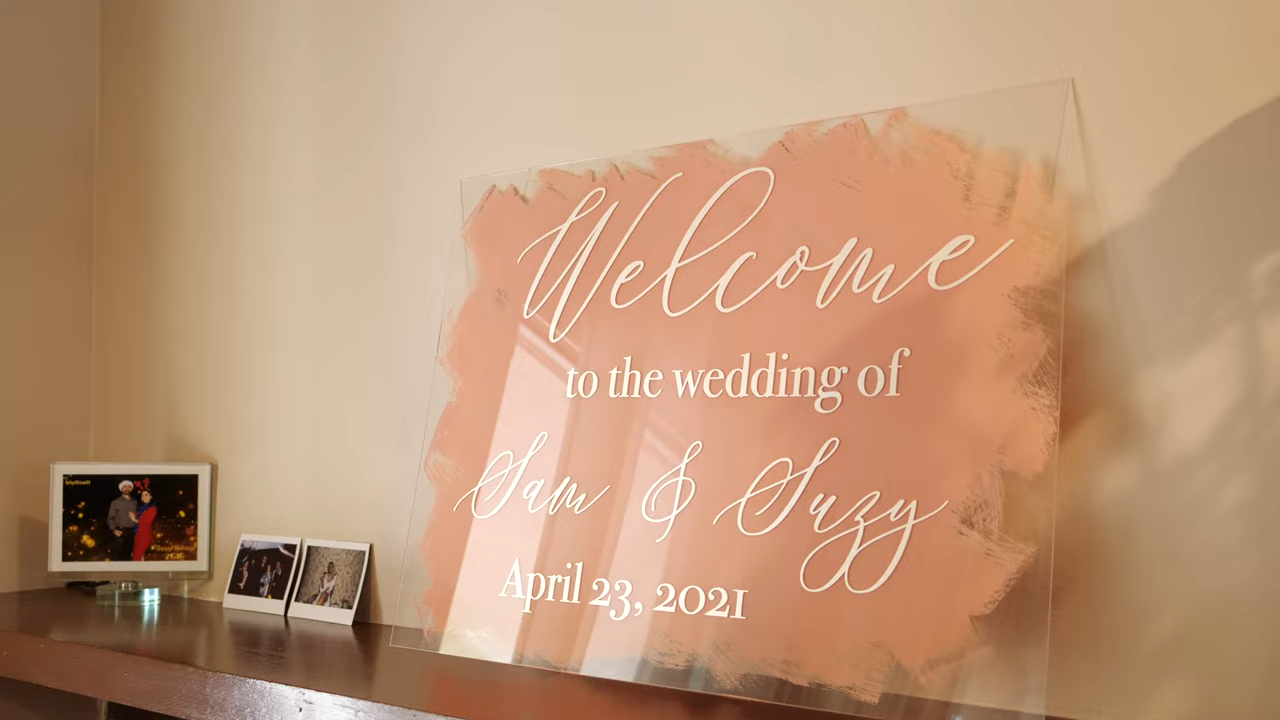 Welcome
to the wedding of
Sam & Suzy
April 23, 2021